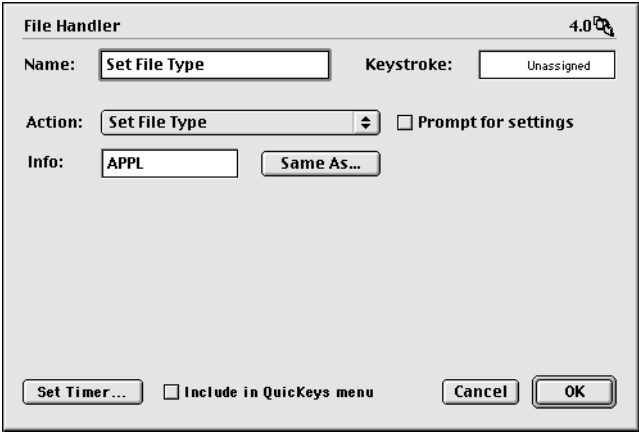 File Handler 4.0
Name: Set File Type Keystroke: Unassigned
Action: Set File Type Prompt for settings
Info: APPL Same As...
Set Timer... Include in QuicKeys menu Cancel OK